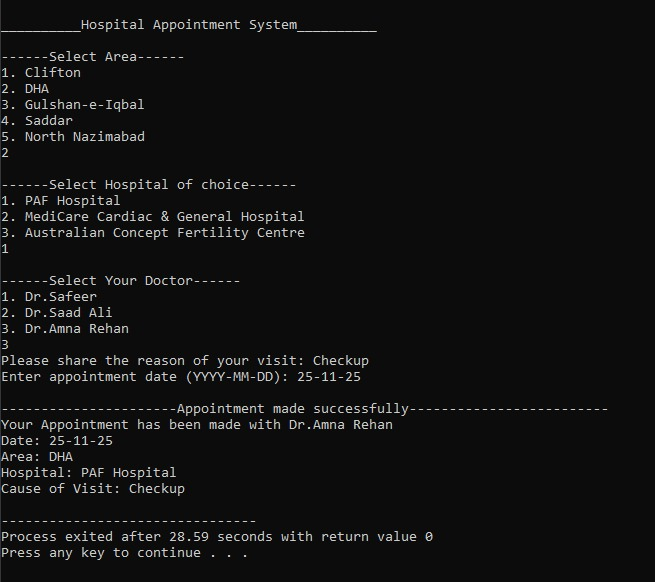 __________Hospital Appointment System__________
------Select Area------
1. Clifton
2. DHA
3. Gulshan-e-Iqbal
4. Saddar
5. North Nazimabad
2
------Select Hospital of choice------
1. PAF Hospital
2. MediCare Cardiac & General Hospital
3. Australian Concept Fertility Centre
1
------Select Your Doctor------
1. Dr.Safeer
2. Dr.Saad Ali
3. Dr.Amna Rehan
3
Please share the reason of your visit: Checkup
Enter appointment date (YYYY-MM-DD): 25-11-25
----------------------Appointment made successfully-------------------------
Your Appointment has been made with Dr.Amna Rehan
Date: 25-11-25
Area: DHA
Hospital: PAF Hospital
Cause of Visit: Checkup
--------------------------------
Process exited after 28.59 seconds with return value 0
Press any key to continue . . .